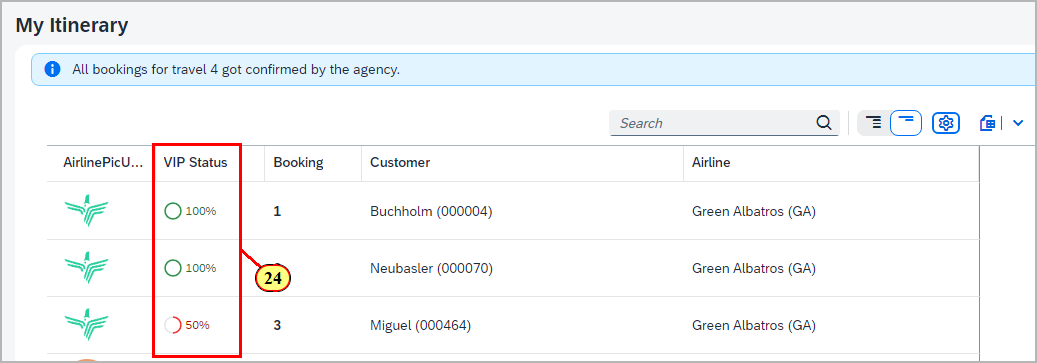 My Itinerary
All bookings for travel 4 got confirmed by the agency.
Search
AirlinePicU... VIP Status Booking Customer Airline
100% 1 Buchholm (000004) Green Albatros (GA)
100% Neubasler (000070) Green Albatros (GA)
24
50% 3 Miguel (000464) Green Albatros (GA)